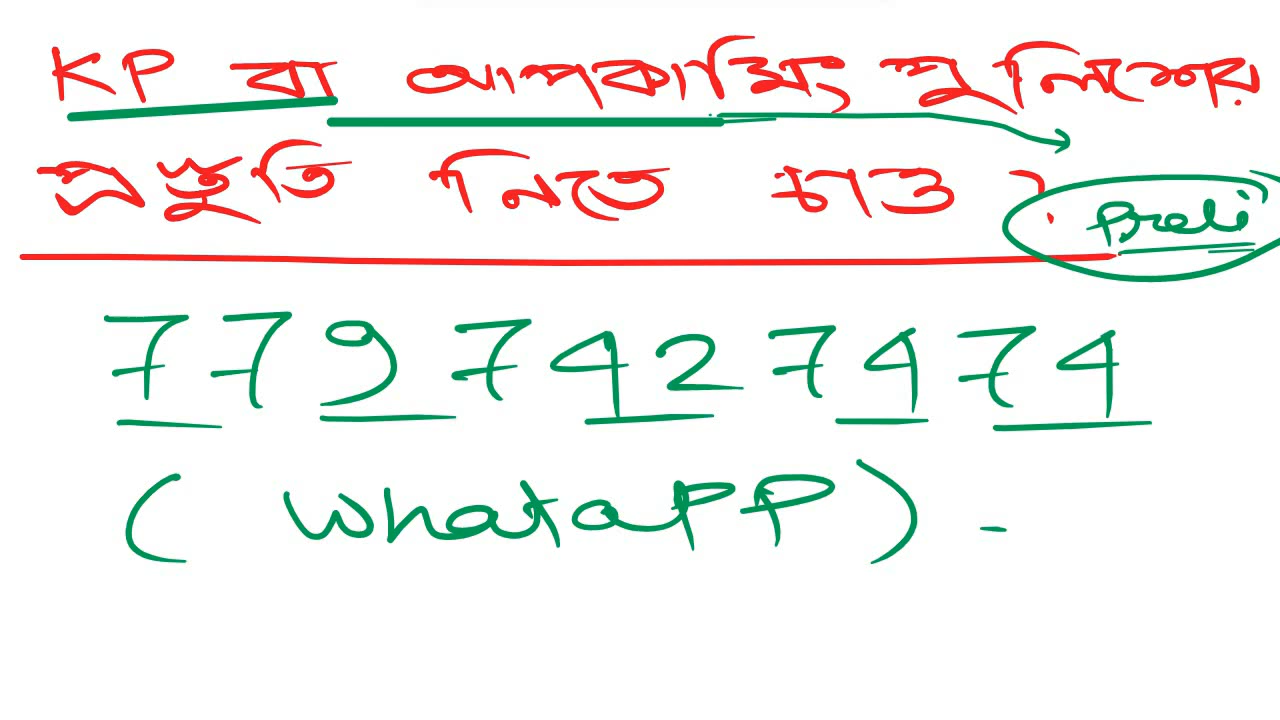 KP বা আপকামিং পুলিশের
প্রস্তুতি নিতে চাও ?
Preli
7797427474
(WhataPP) -